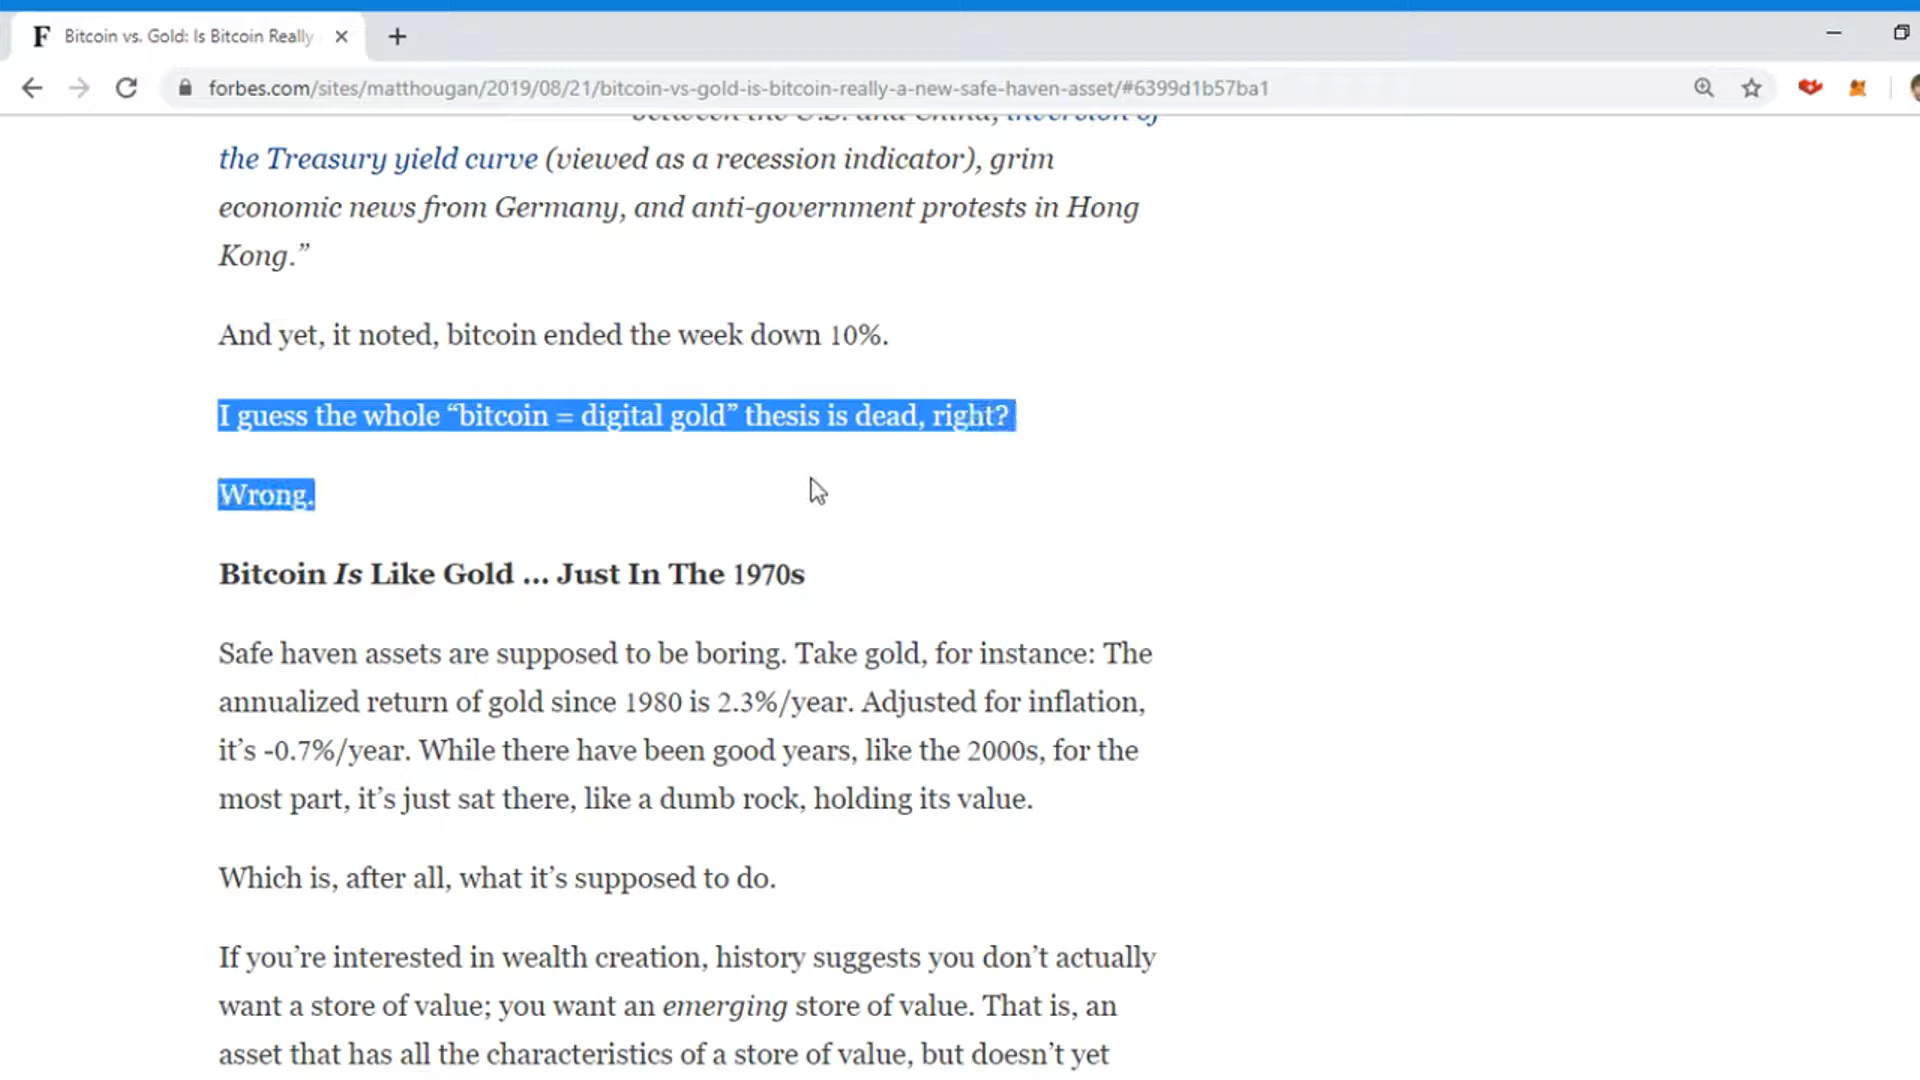 F Bitcoin vs. Gold: Is Bitcoin Really
forbes.com/sites/matthougan/2019/08/21/bitcoin-vs-gold-is-bitcoin-really-a-new-safe-haven-asset/#6399d1b57ba1
between the U.S. and China, inversion of
the Treasury yield curve (viewed as a recession indicator), grim
economic news from Germany, and anti-government protests in Hong
Kong.”
And yet, it noted, bitcoin ended the week down 10%.
I guess the whole “bitcoin = digital gold” thesis is dead, right?
Wrong.
Bitcoin Is Like Gold ... Just In The 1970s
Safe haven assets are supposed to be boring. Take gold, for instance: The
annualized return of gold since 1980 is 2.3%/year. Adjusted for inflation,
it’s -0.7%/year. While there have been good years, like the 2000s, for the
most part, it’s just sat there, like a dumb rock, holding its value.
Which is, after all, what it’s supposed to do.
If you’re interested in wealth creation, history suggests you don’t actually
want a store of value; you want an emerging store of value. That is, an
asset that has all the characteristics of a store of value, but doesn’t yet